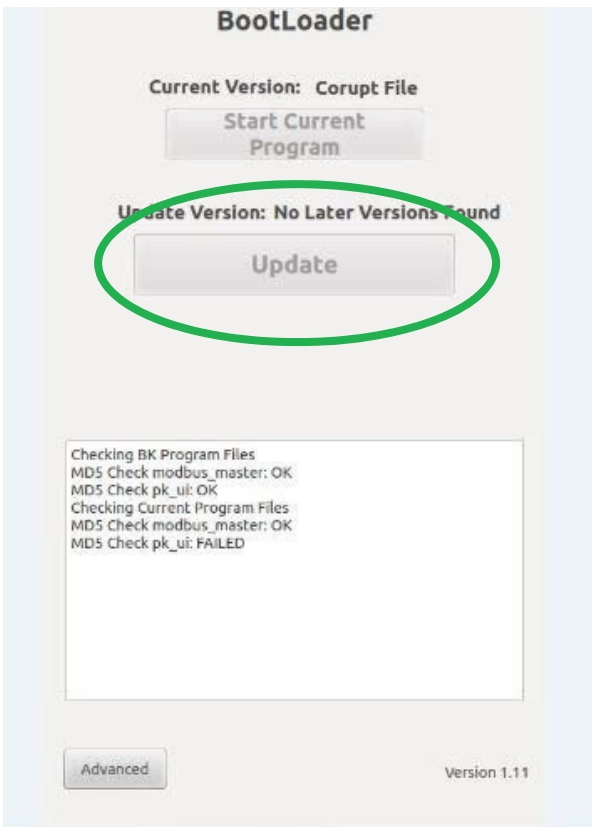 BootLoader
Current Version: Corupt File
Start Current
Program
Update Version: No Later Versions Found
Update
Checking BK Program Files
MD5 Check modbus_master: OK
MD5 Check pk_ui: OK
Checking Current Program Files
MD5 Check modbus_master: OK
MD5 Check pk_ui: FAILED
Advanced
Version 1.11